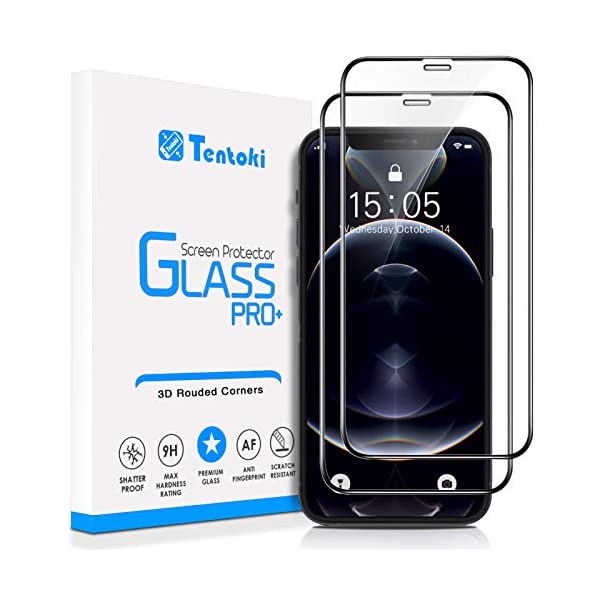 Tentoki
Screen Protector
GLASS
PRO+
3D Rouded Corners
SHATTER
PROOF
9H
MAX
HARDNESS
RATING
PREMIUM
GLASS
AF
ANTI
FINGERPRINT
SCRATCH
RESISTANT
15:05
Wednesday,October 14